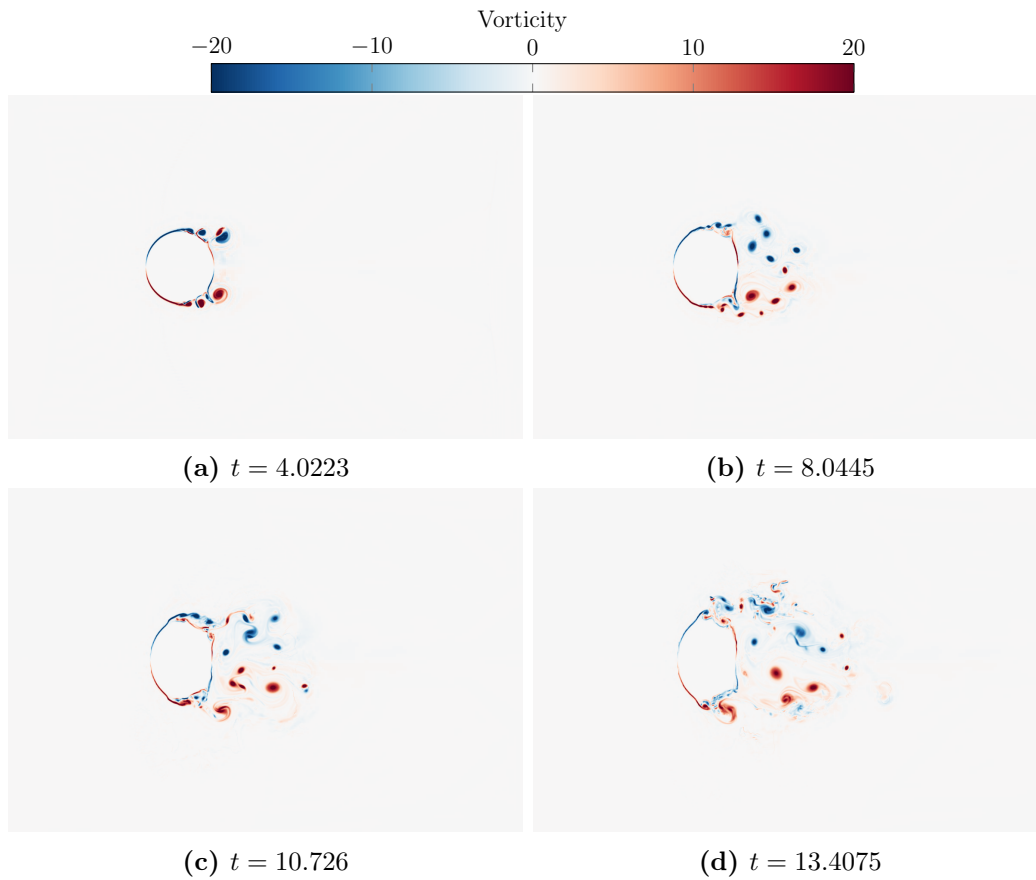 Vorticity
−20 −10 0 10 20
(a) t = 4.0223
(b) t = 8.0445
(c) t = 10.726
(d) t = 13.4075